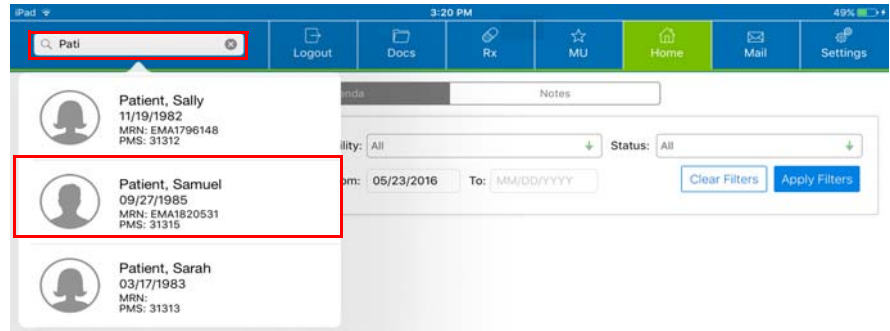 iPad 3:20 PM 49%
Pati
Logout Docs Rx MU Home Mail Settings
enda Notes
Patient, Sally
11/19/1982
MRN: EMA1796148
PMS: 31312
ility: All Status: All
om: 05/23/2016 To: MM/DD/YYYY Clear Filters Apply Filters
Patient, Samuel
09/27/1985
MRN: EMA1820531
PMS: 31315
Patient, Sarah
03/17/1983
MRN:
PMS: 31313